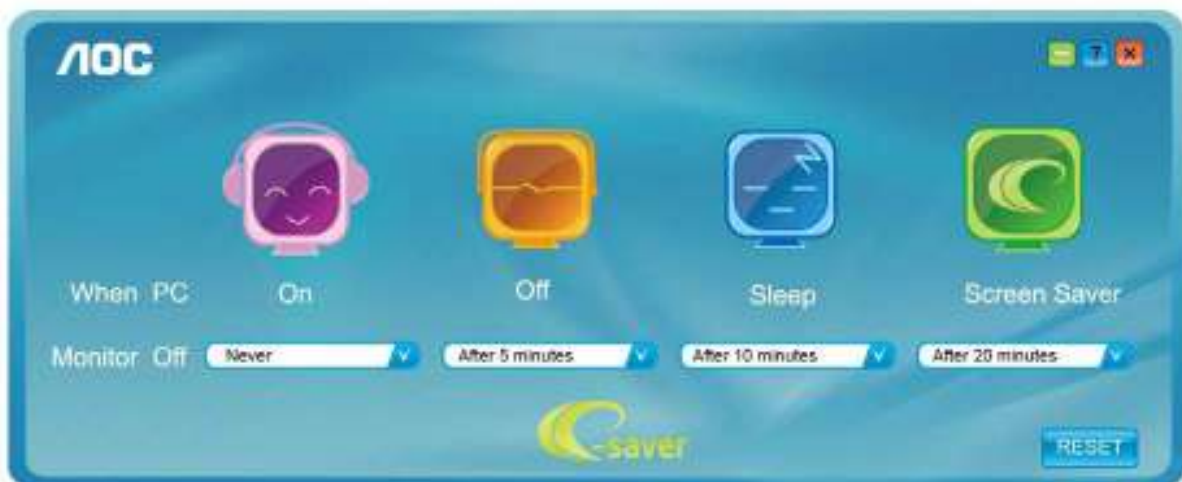 AOC
?
When PC On Off Sleep Screen Saver
Monitor Off Never After 5 minutes After 10 minutes After 20 minutes
e-saver
RESET